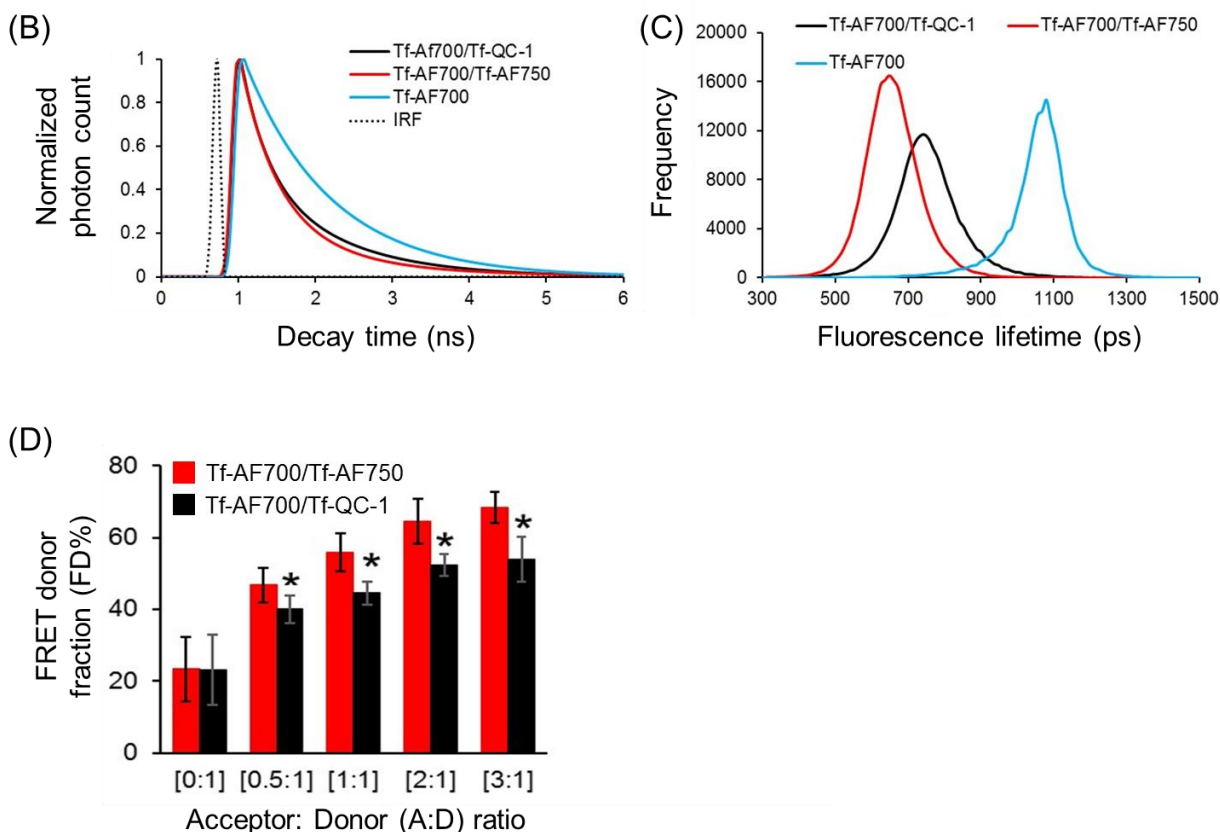 (B)
Tf-Af700/Tf-QC-1
Tf-AF700/Tf-AF750
Tf-AF700
IRF
Normalized
photon count
1
0.8
0.6
0.4
0.2
0
0 1 2 3 4 5 6
Decay time (ns)
(C)
Tf-AF700/Tf-QC-1 Tf-AF700/Tf-AF750
Tf-AF700
Frequency
20000
16000
12000
8000
4000
0
300 500 700 900 1100 1300 1500
Fluorescence lifetime (ps)
(D)
Tf-AF700/Tf-AF750
Tf-AF700/Tf-QC-1
FRET donor
fraction (FD%)
80
60
40
20
0
* * * *
[0:1] [0.5:1] [1:1] [2:1] [3:1]
Acceptor: Donor (A:D) ratio